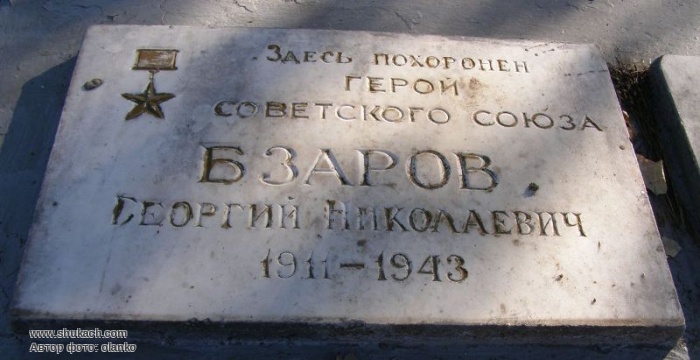 Здесь похоронен
ГЕРОЙ
СОВЕТСКОГО СОЮЗА
БЗАРОВ
ГЕОРГИЙ НИКОЛАЕВИЧ
1911-1943
www.shukach.com
Автор фото: olanko